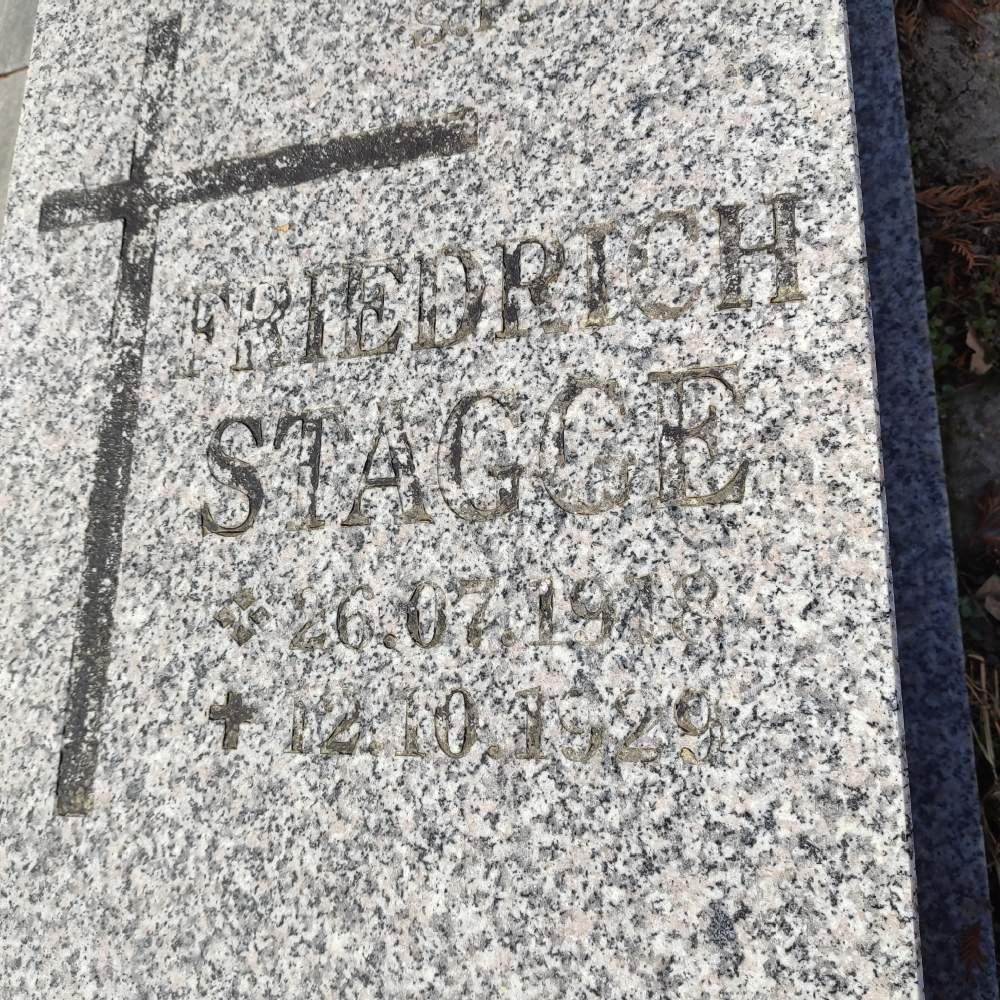 Ś.P.
FRIEDRICH
STAGGE
26.07.1918
12.10.1929